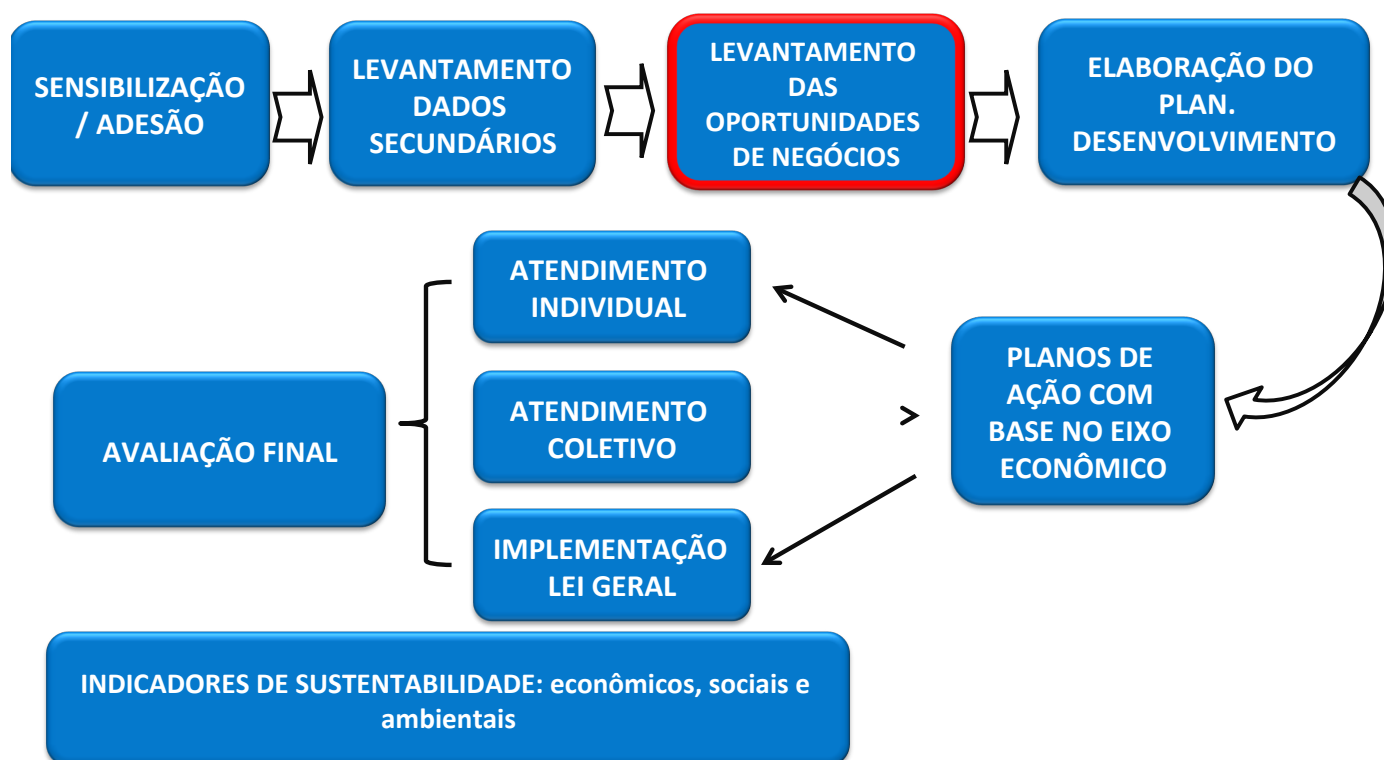 SENSIBILIZAÇÃO
/ ADESÃO
LEVANTAMENTO
DADOS
SECUNDÁRIOS
LEVANTAMENTO
DAS
OPORTUNIDADES
DE NEGÓCIOS
ELABORAÇÃO DO
PLAN.
DESENVOLVIMENTO
PLANOS DE
AÇÃO COM
BASE NO EIXO
ECONÔMICO
ATENDIMENTO
INDIVIDUAL
ATENDIMENTO
COLETIVO
IMPLEMENTAÇÃO
LEI GERAL
AVALIAÇÃO FINAL
INDICADORES DE SUSTENTABILIDADE: econômicos, sociais e
ambientais